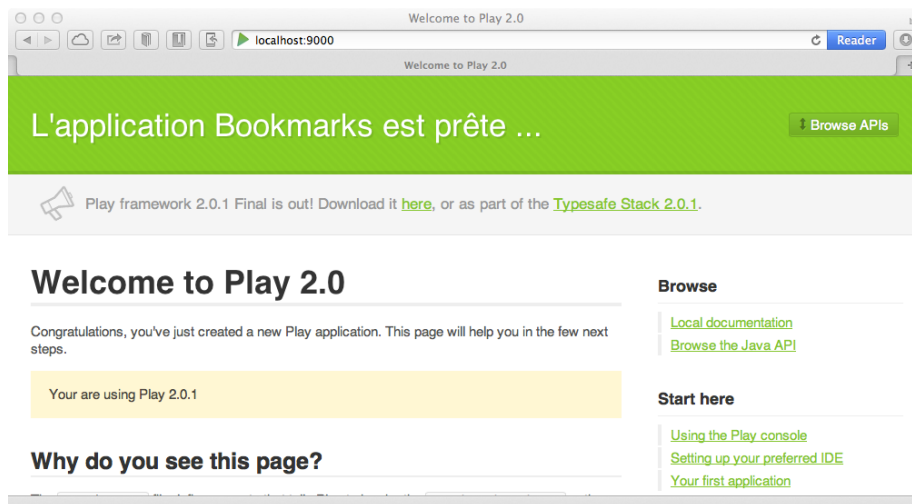 Welcome to Play 2.0
localhost:9000
Reader
Welcome to Play 2.0
L'application Bookmarks est prête ...
Browse APIs
Play framework 2.0.1 Final is out! Download it here, or as part of the Typesafe Stack 2.0.1.
Welcome to Play 2.0
Congratulations, you've just created a new Play application. This page will help you in the few next
steps.
Your are using Play 2.0.1
Why do you see this page?
Browse
Local documentation
Browse the Java API
Start here
Using the Play console
Setting up your preferred IDE
Your first application